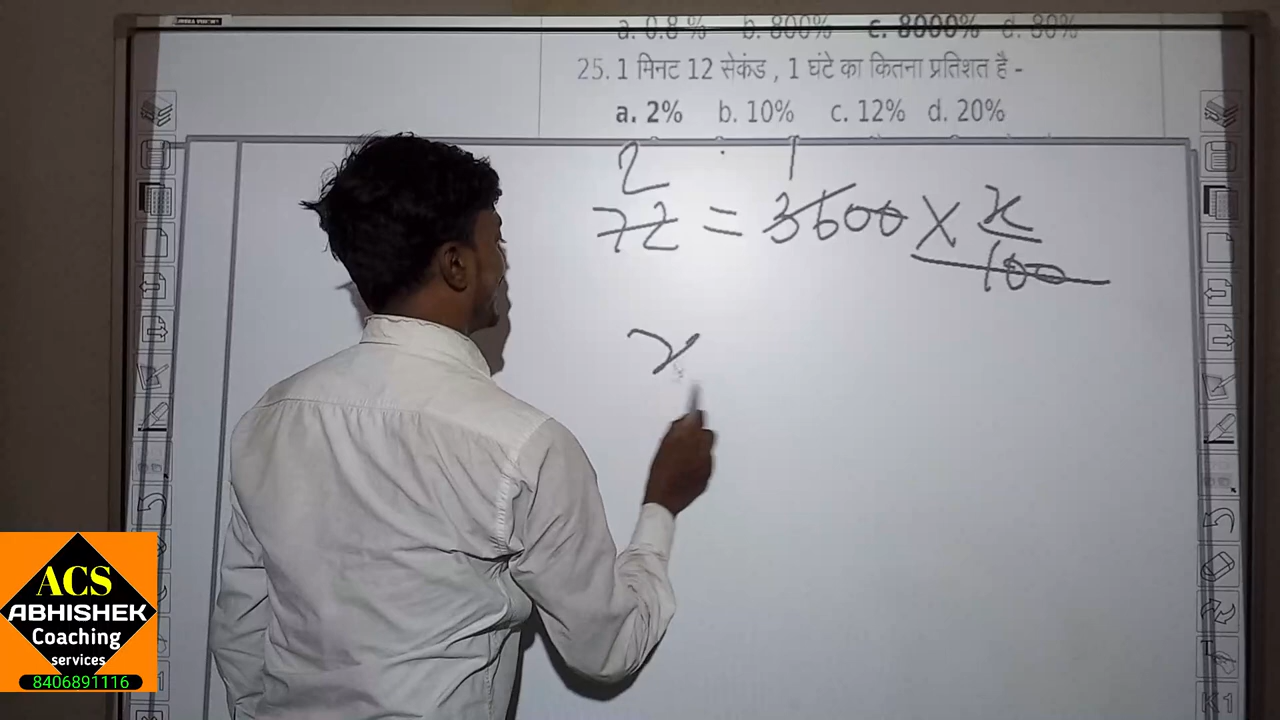 a. 0.8 % b. 800% c. 8000% d. 80%
25. 1 मिनट 12 सेकंड , 1 घंटे का कितना प्रतिशत है -
a. 2% b. 10% c. 12% d. 20%
2 1
72 = 3600 × x/100
x
ACS
ABHISHEK
Coaching
services
8406891116